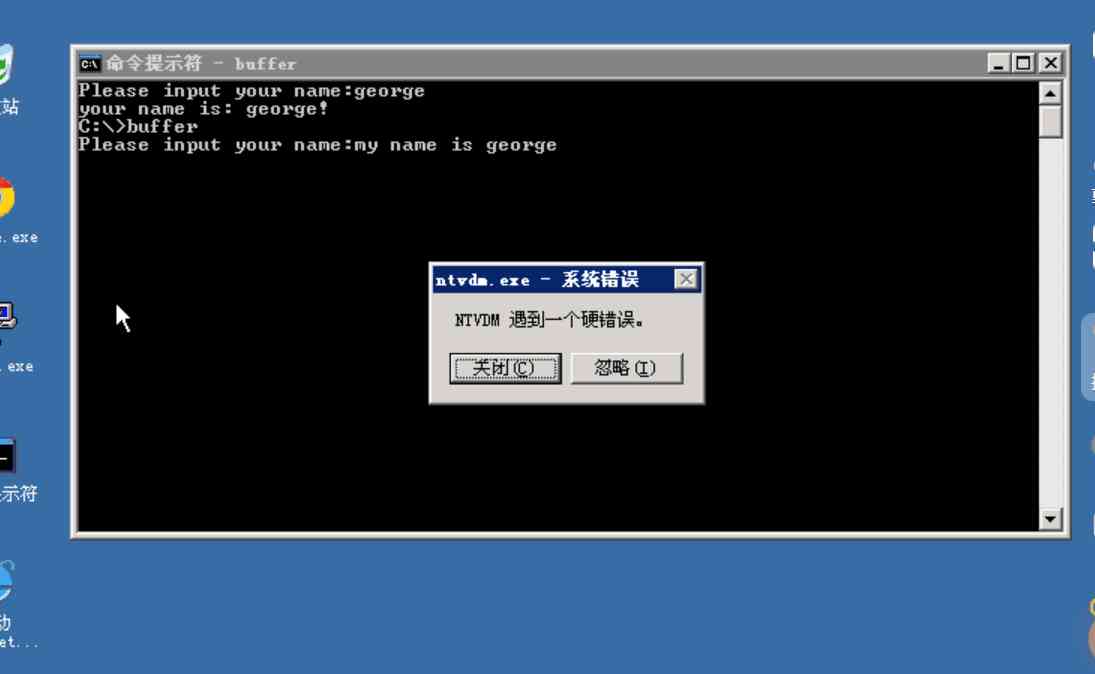 命令提示符 - buffer
Please input your name:george
your name is: george!
C:\>buffer
Please input your name:my name is george
ntvdm.exe - 系统错误
NTVDM 遇到一个硬错误。
关闭(C) 忽略(I)
站
.exe
.exe
示符
动
et...